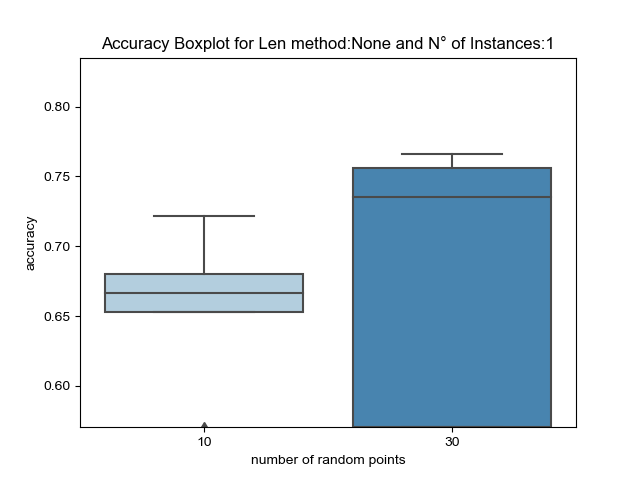 Accuracy Boxplot for Len method:None and N° of Instances:1
0.80
0.75
0.70
0.65
0.60
accuracy
10 30
number of random points